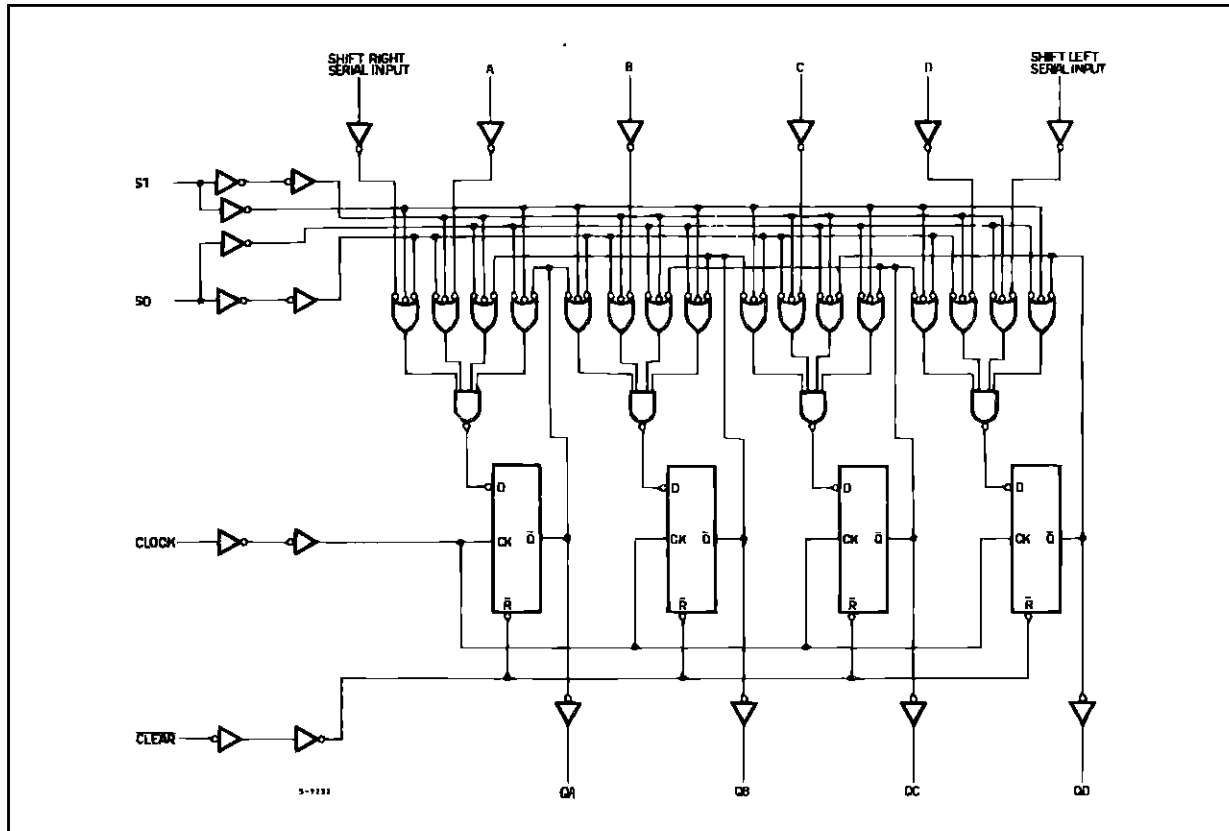 SHIFT RIGHT
SERIAL INPUT
A
B
C
D
SHIFT LEFT
SERIAL INPUT
S1
S0
D
CK
Q̄
R̄
D
CK
Q̄
R̄
D
CK
Q̄
R̄
D
CK
Q̄
R̄
CLOCK
C̅L̅E̅A̅R̅
QA
QB
QC
QD